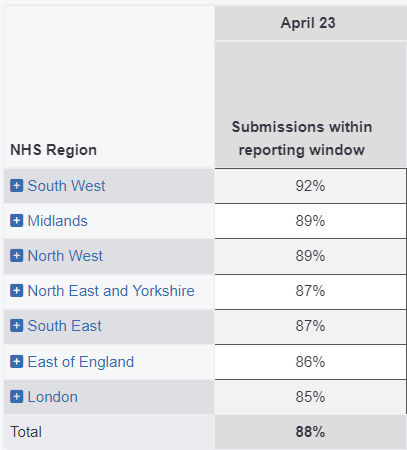 April 23
NHS Region
Submissions within
reporting window
South West 92%
Midlands 89%
North West 89%
North East and Yorkshire 87%
South East 87%
East of England 86%
London 85%
Total 88%